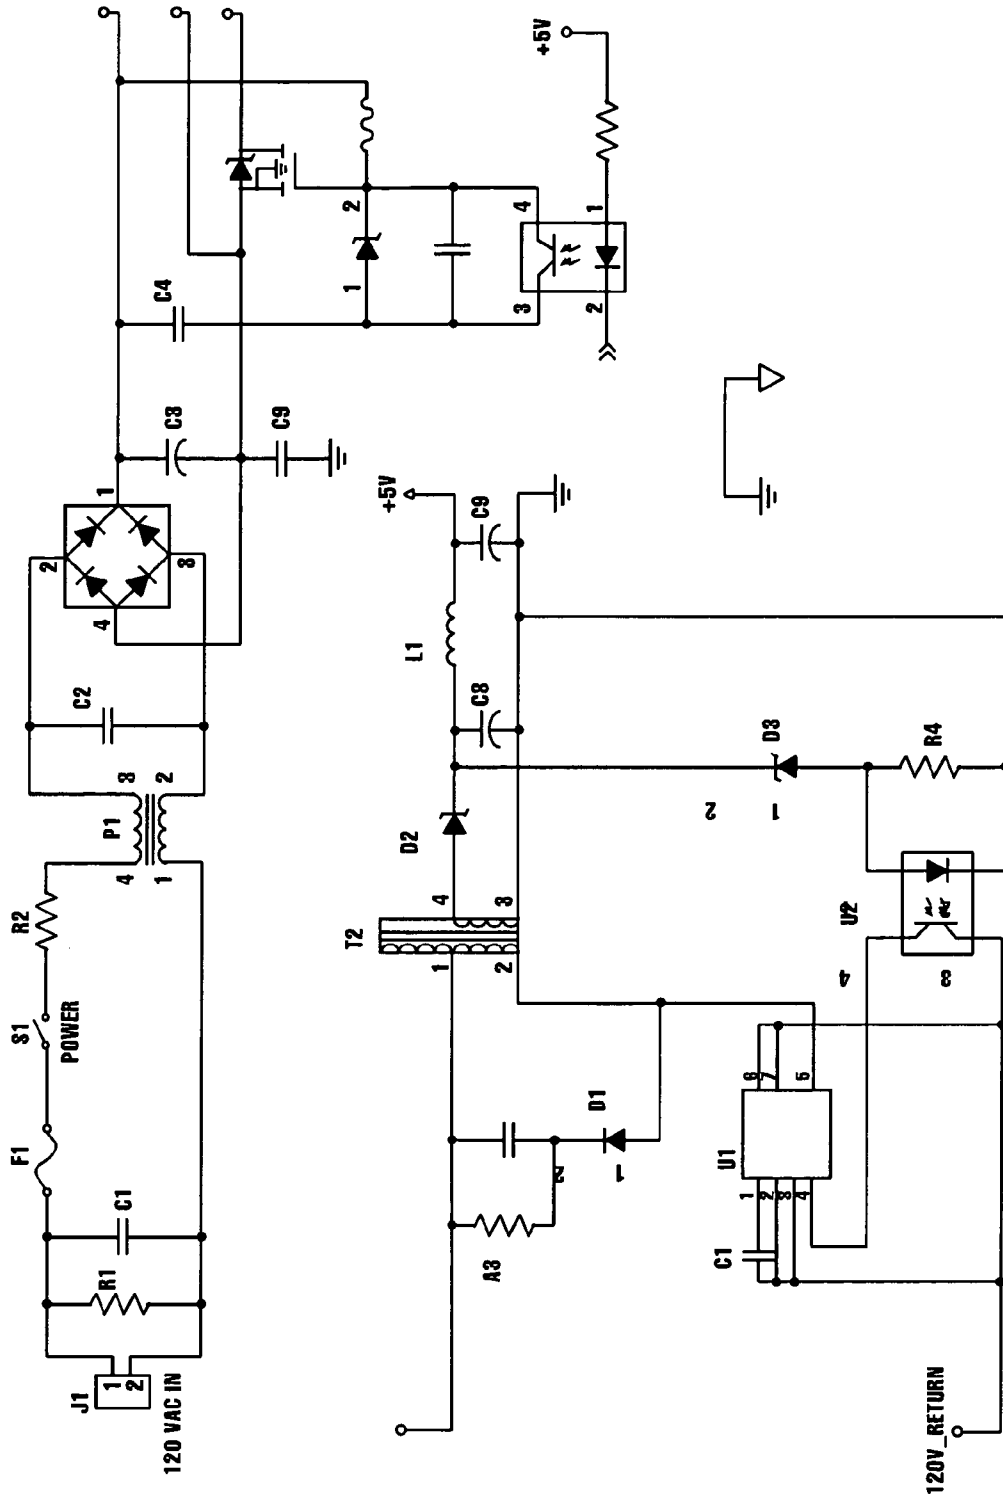 J1
1
2
120 VAC IN
R1
C1
F1
S1
POWER
R2
P1
4
3
1
2
C2
2
1
4
3
C3
C9
C4
1
2
3
4
2
1
+5V
T2
1
4
2
3
D2
C8
L1
C9
+5V
A3
2
1
D1
C1
U1
1
2
3
4
6
7
5
U2
4
3
2
1
D3
R4
120V_RETURN